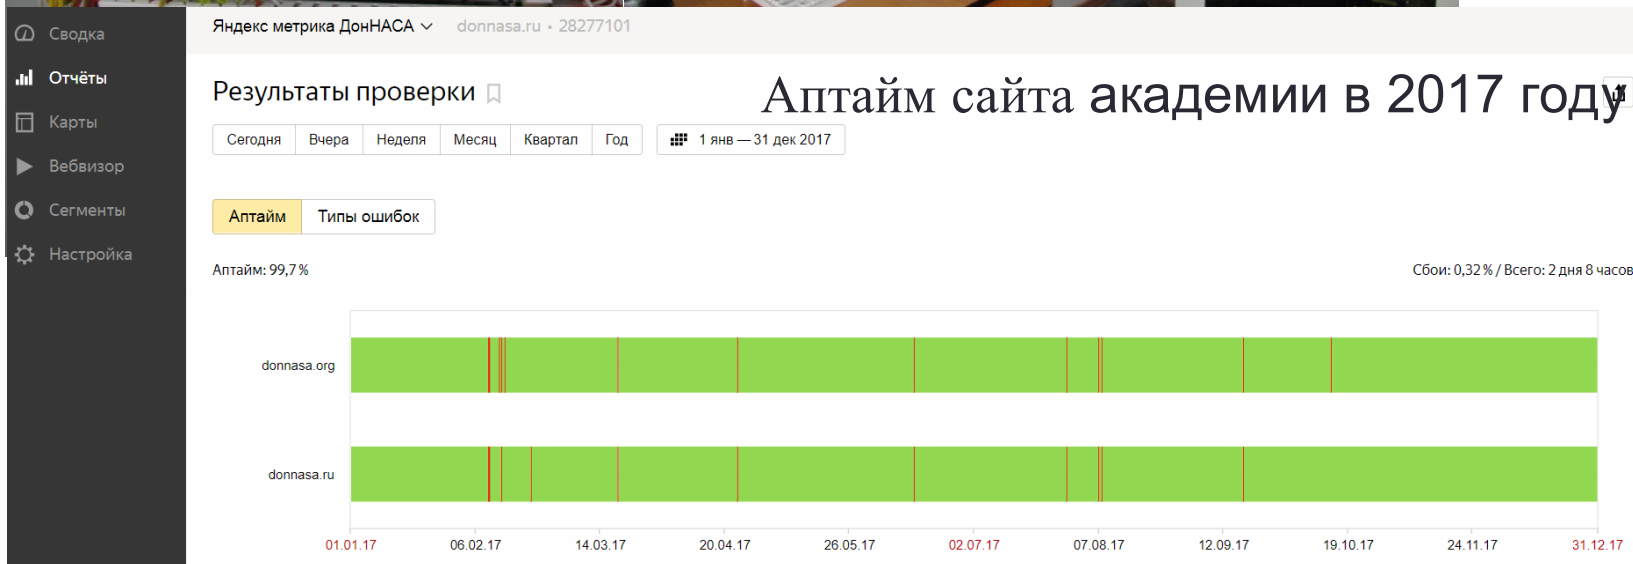 Сводка
Отчёты
Карты
Вебвизор
Сегменты
Настройка
Яндекс метрика ДонНАСА donnasa.ru • 28277101
Результаты проверки
Аптайм сайта академии в 2017 году
Сегодня Вчера Неделя Месяц Квартал Год 1 янв — 31 дек 2017
Аптайм Типы ошибок
Аптайм: 99,7 % Сбои: 0,32 % / Всего: 2 дня 8 часов
donnasa.org
donnasa.ru
01.01.17 06.02.17 14.03.17 20.04.17 26.05.17 02.07.17 07.08.17 12.09.17 19.10.17 24.11.17 31.12.17